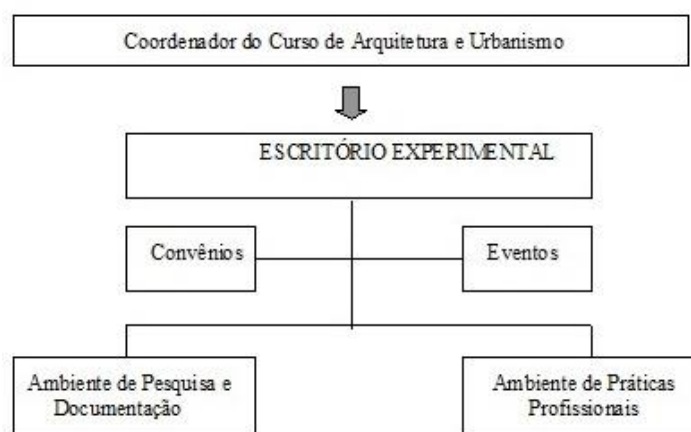 Coordenador do Curso de Arquitetura e Urbanismo
ESCRITÓRIO EXPERIMENTAL
Convênios
Eventos
Ambiente de Pesquisa e
Documentação
Ambiente de Práticas
Profissionais